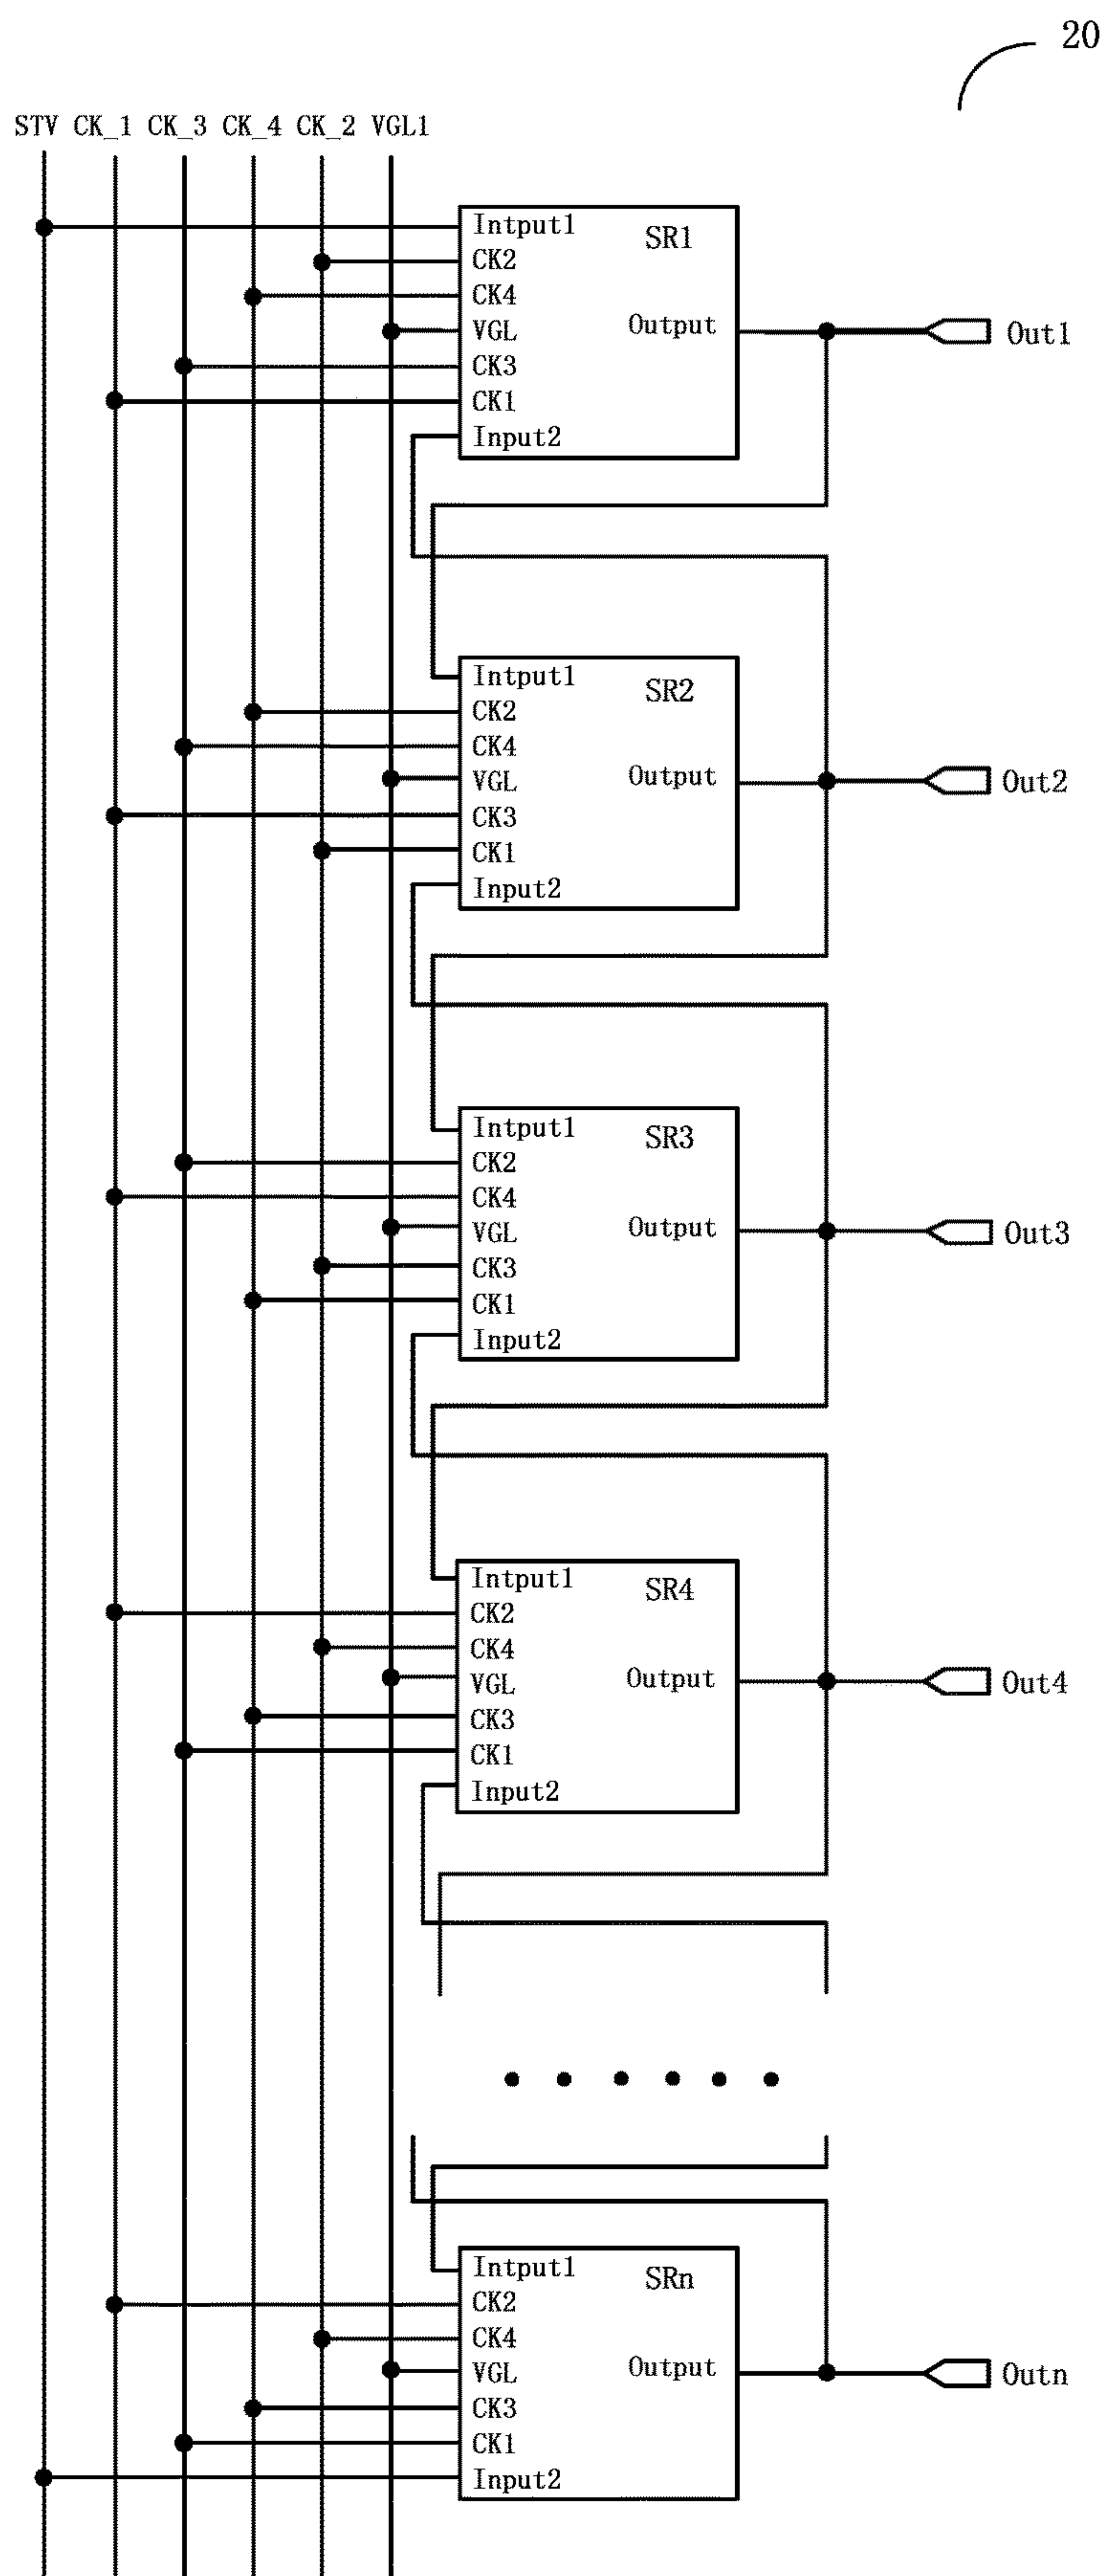 20
STV CK_1 CK_3 CK_4 CK_2 VGL1
Intput1 SR1
CK2
CK4
VGL Output
CK3
CK1
Input2
Out1
Intput1 SR2
CK2
CK4
VGL Output
CK3
CK1
Input2
Out2
Intput1 SR3
CK2
CK4
VGL Output
CK3
CK1
Input2
Out3
Intput1 SR4
CK2
CK4
VGL Output
CK3
CK1
Input2
Out4
Intput1 SRn
CK2
CK4
VGL Output
CK3
CK1
Input2
Outn